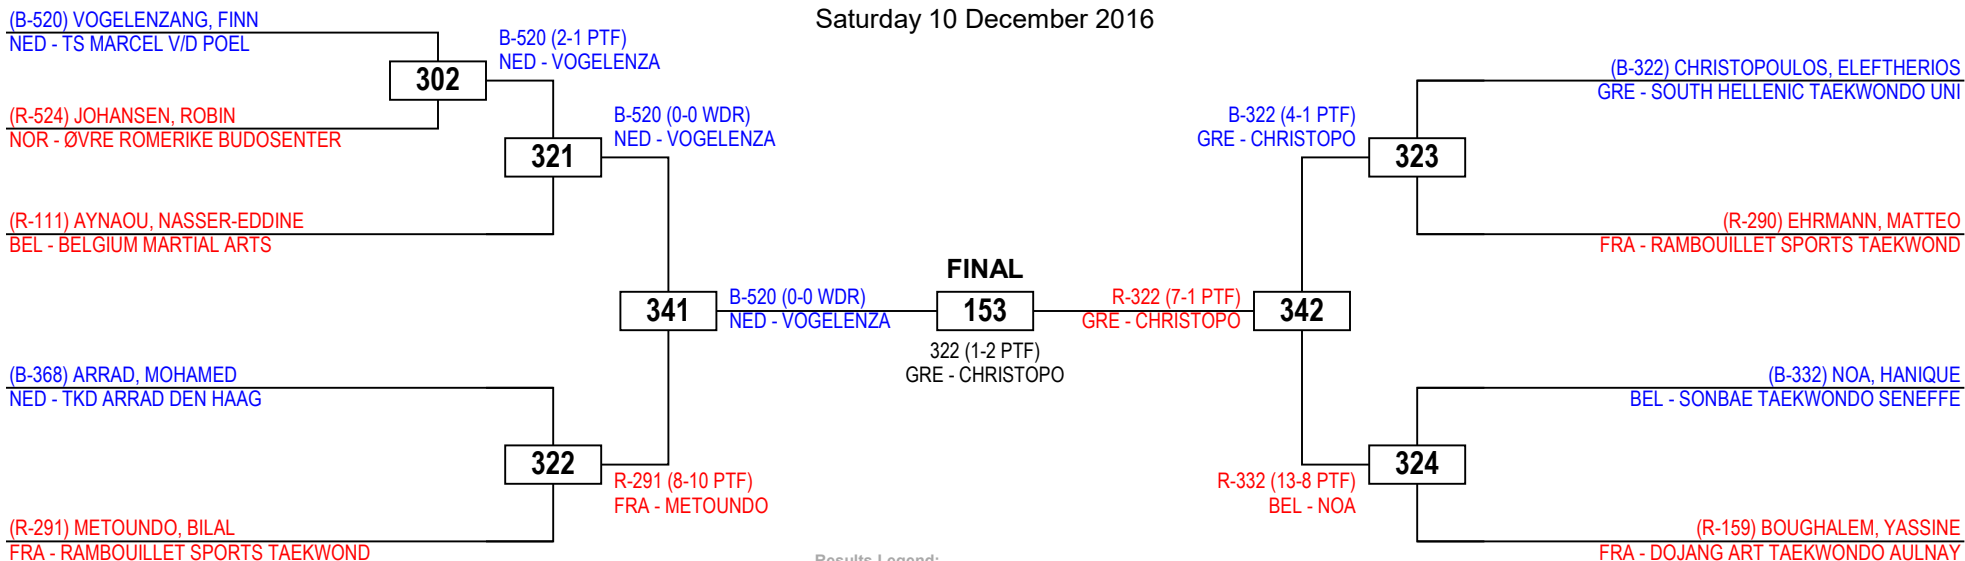 Saturday 10 December 2016
(B-520) VOGELENZANG, FINN
NED - TS MARCEL V/D POEL
B-520 (2-1 PTF)
NED - VOGELENZA
302
(R-524) JOHANSEN, ROBIN
NOR - ØVRE ROMERIKE BUDOSENTER
B-520 (0-0 WDR)
NED - VOGELENZA
321
(R-111) AYNAOU, NASSER-EDDINE
BEL - BELGIUM MARTIAL ARTS
341
B-520 (0-0 WDR)
NED - VOGELENZA
(B-368) ARRAD, MOHAMED
NED - TKD ARRAD DEN HAAG
322
R-291 (8-10 PTF)
FRA - METOUNDO
(R-291) METOUNDO, BILAL
FRA - RAMBOUILLET SPORTS TAEKWOND
FINAL
153
322 (1-2 PTF)
GRE - CHRISTOPO
(B-322) CHRISTOPOULOS, ELEFTHERIOS
GRE - SOUTH HELLENIC TAEKWONDO UNI
B-322 (4-1 PTF)
GRE - CHRISTOPO
323
(R-290) EHRMANN, MATTEO
FRA - RAMBOUILLET SPORTS TAEKWOND
R-322 (7-1 PTF)
GRE - CHRISTOPO
342
(B-332) NOA, HANIQUE
BEL - SONBAE TAEKWONDO SENEFFE
324
R-332 (13-8 PTF)
BEL - NOA
(R-159) BOUGHALEM, YASSINE
FRA - DOJANG ART TAEKWONDO AULNAY
Results Legend: